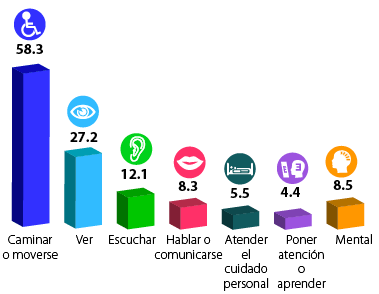 58.3
27.2
12.1
8.3
5.5
4.4
8.5
Caminar
o moverse
Ver
Escuchar
Hablar o
comunicarse
Atender
el
cuidado
personal
Poner
atención
o
aprender
Mental